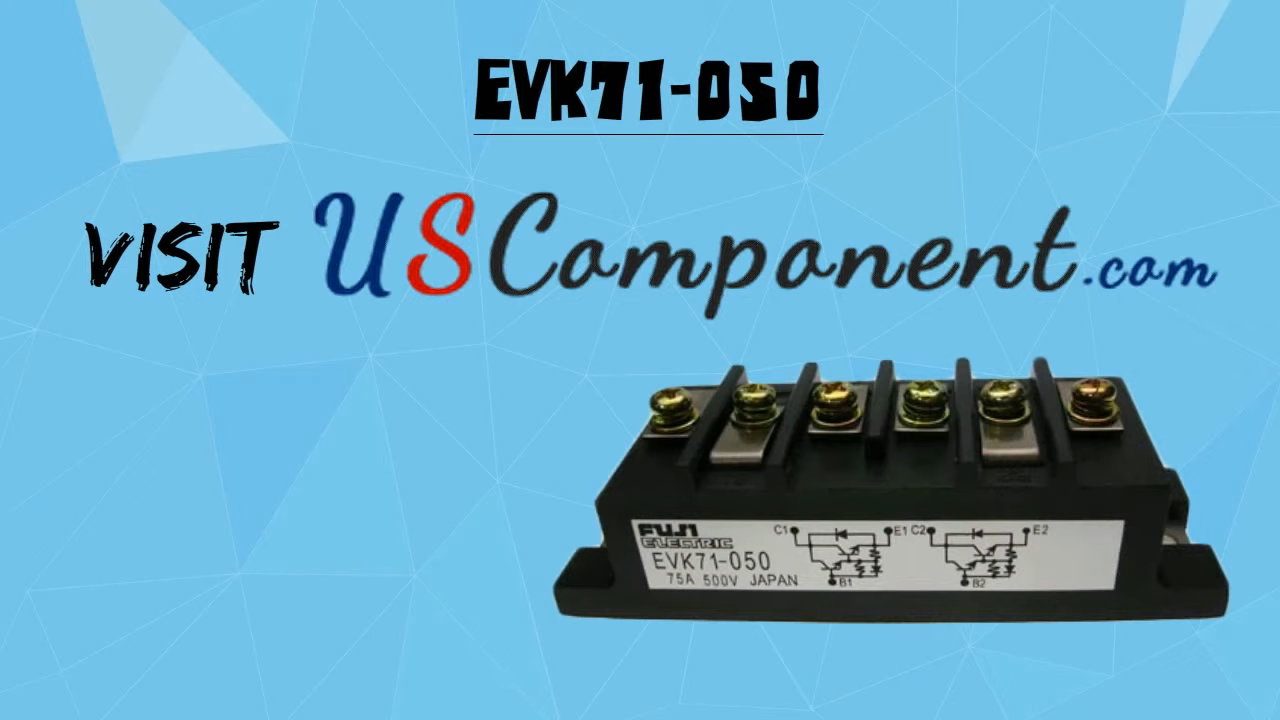 EVK71-050
VISIT USComponent.com
FUJI
ELECTRIC
EVK71-050
75A 500V JAPAN
C1 E1 C2 E2
B1 B2